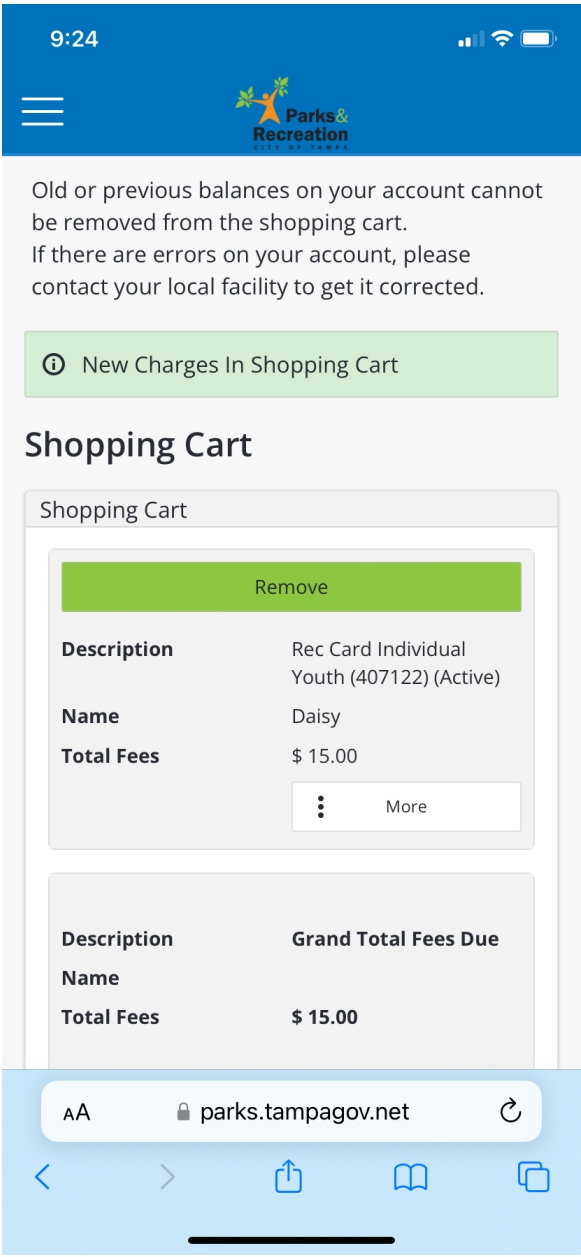 9:24
Parks&
Recreation
CITY OF TAMPA
Old or previous balances on your account cannot
be removed from the shopping cart.
If there are errors on your account, please
contact your local facility to get it corrected.
New Charges In Shopping Cart
Shopping Cart
Shopping Cart
Remove
Description Rec Card Individual
Youth (407122) (Active)
Name Daisy
Total Fees $ 15.00
More
Description Grand Total Fees Due
Name
Total Fees $ 15.00
AA parks.tampagov.net